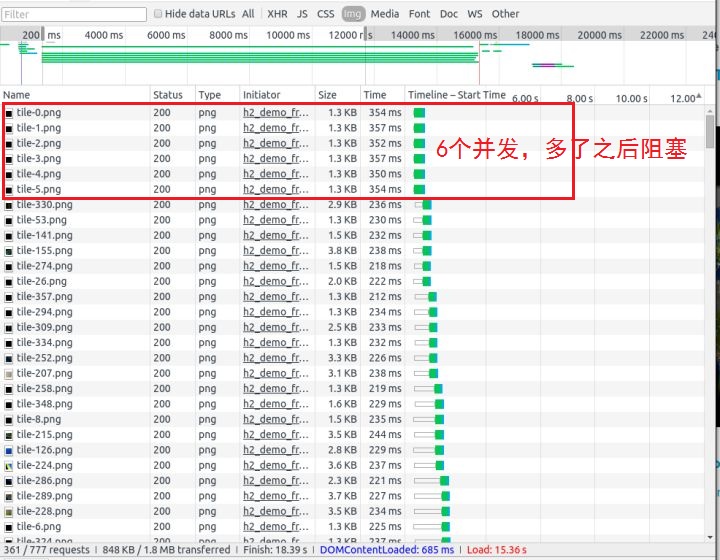 Filter Hide data URLs All XHR JS CSS Img Media Font Doc WS Other
200 ms 4000 ms 6000 ms 8000 ms 10000 ms 12000 r 14000 ms 16000 ms 18000 ms 20000 ms 22000 ms 24
Name Status Type Initiator Size Time Timeline – Start Time 6.00 s 8.00 s 10.00 s 12.00
tile-0.png 200 png h2_demo_fr... 1.3 KB 354 ms
tile-1.png 200 png h2_demo_fr... 1.3 KB 357 ms
tile-2.png 200 png h2_demo_fr... 1.3 KB 352 ms
6个并发，多了之后阻塞
tile-3.png 200 png h2_demo_fr... 1.3 KB 357 ms
tile-4.png 200 png h2_demo_fr... 1.3 KB 350 ms
tile-5.png 200 png h2_demo_fr... 1.3 KB 354 ms
tile-330.png 200 png h2_demo_fr... 2.9 KB 236 ms
tile-53.png 200 png h2_demo_fr... 1.3 KB 230 ms
tile-141.png 200 png h2_demo_fr... 1.5 KB 232 ms
tile-155.png 200 png h2_demo_fr... 3.8 KB 238 ms
tile-274.png 200 png h2_demo_fr... 1.5 KB 218 ms
tile-26.png 200 png h2_demo_fr... 2.0 KB 222 ms
tile-357.png 200 png h2_demo_fr... 1.3 KB 212 ms
tile-294.png 200 png h2_demo_fr... 1.3 KB 234 ms
tile-309.png 200 png h2_demo_fr... 2.5 KB 233 ms
tile-334.png 200 png h2_demo_fr... 1.3 KB 232 ms
tile-252.png 200 png h2_demo_fr... 3.3 KB 226 ms
tile-207.png 200 png h2_demo_fr... 3.1 KB 238 ms
tile-258.png 200 png h2_demo_fr... 1.3 KB 219 ms
tile-348.png 200 png h2_demo_fr... 1.6 KB 229 ms
tile-8.png 200 png h2_demo_fr... 1.5 KB 235 ms
tile-215.png 200 png h2_demo_fr... 3.5 KB 244 ms
tile-126.png 200 png h2_demo_fr... 2.8 KB 229 ms
tile-224.png 200 png h2_demo_fr... 3.6 KB 237 ms
tile-286.png 200 png h2_demo_fr... 2.3 KB 221 ms
tile-289.png 200 png h2_demo_fr... 3.7 KB 227 ms
tile-228.png 200 png h2_demo_fr... 3.5 KB 234 ms
tile-6.png 200 png h2_demo_fr... 1.3 KB 225 ms
tile-324.png 200 png h2_demo_fr... 1.3 KB 237 ms
361 / 777 requests | 848 KB / 1.8 MB transferred | Finish: 18.39 s | DOMContentLoaded: 685 ms | Load: 15.36 s